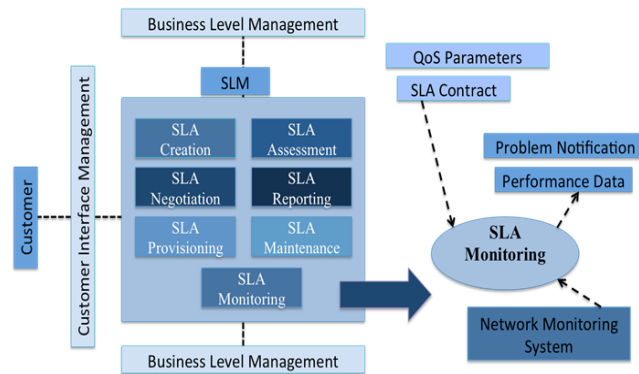 Business Level Management
SLM
Customer
Customer Interface Management
SLA
Creation
SLA
Assessment
SLA
Negotiation
SLA
Reporting
SLA
Provisioning
SLA
Maintenance
SLA
Monitoring
Business Level Management
QoS Parameters
SLA Contract
Problem Notification
Performance Data
SLA
Monitoring
Network Monitoring
System